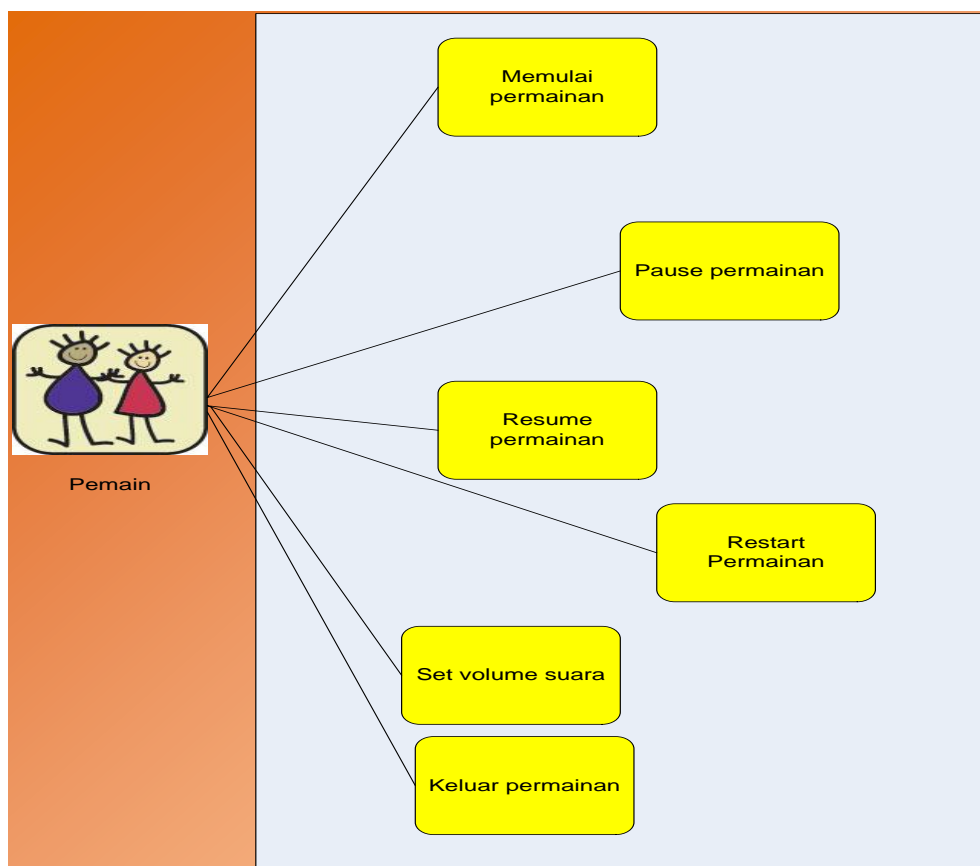 Memulai
permainan
Pause permainan
Resume
permainan
Pemain
Restart
Permainan
Set volume suara
Keluar permainan